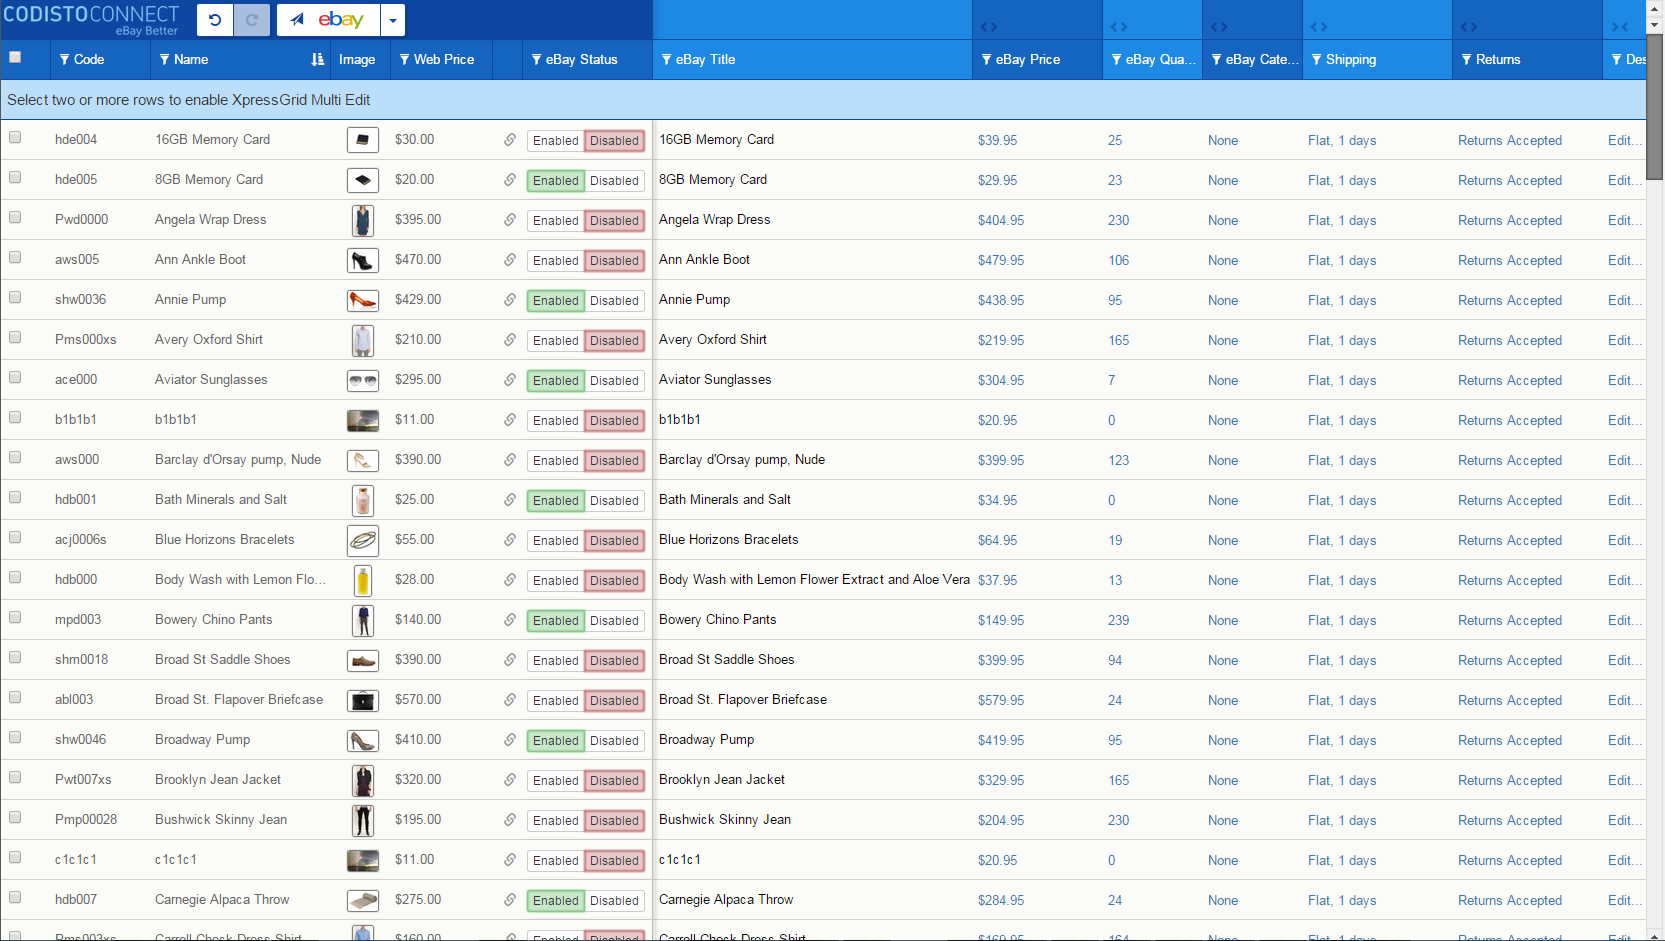 CODISTOCONNECT
eBay Better
ebay
Code Name Image Web Price eBay Status eBay Title eBay Price eBay Qua... eBay Cate... Shipping Returns Des
Select two or more rows to enable XpressGrid Multi Edit
hde004 16GB Memory Card $30.00 Enabled Disabled 16GB Memory Card $39.95 25 None Flat, 1 days Returns Accepted Edit...
hde005 8GB Memory Card $20.00 Enabled Disabled 8GB Memory Card $29.95 23 None Flat, 1 days Returns Accepted Edit...
Pwd0000 Angela Wrap Dress $395.00 Enabled Disabled Angela Wrap Dress $404.95 230 None Flat, 1 days Returns Accepted Edit...
aws005 Ann Ankle Boot $470.00 Enabled Disabled Ann Ankle Boot $479.95 106 None Flat, 1 days Returns Accepted Edit...
shw0036 Annie Pump $429.00 Enabled Disabled Annie Pump $438.95 95 None Flat, 1 days Returns Accepted Edit...
Pms000xs Avery Oxford Shirt $210.00 Enabled Disabled Avery Oxford Shirt $219.95 165 None Flat, 1 days Returns Accepted Edit...
ace000 Aviator Sunglasses $295.00 Enabled Disabled Aviator Sunglasses $304.95 7 None Flat, 1 days Returns Accepted Edit...
b1b1b1 b1b1b1 $11.00 Enabled Disabled b1b1b1 $20.95 0 None Flat, 1 days Returns Accepted Edit...
aws000 Barclay d'Orsay pump, Nude $390.00 Enabled Disabled Barclay d'Orsay pump, Nude $399.95 123 None Flat, 1 days Returns Accepted Edit...
hdb001 Bath Minerals and Salt $25.00 Enabled Disabled Bath Minerals and Salt $34.95 0 None Flat, 1 days Returns Accepted Edit...
acj0006s Blue Horizons Bracelets $55.00 Enabled Disabled Blue Horizons Bracelets $64.95 19 None Flat, 1 days Returns Accepted Edit...
hdb000 Body Wash with Lemon Flo... $28.00 Enabled Disabled Body Wash with Lemon Flower Extract and Aloe Vera $37.95 13 None Flat, 1 days Returns Accepted Edit...
mpd003 Bowery Chino Pants $140.00 Enabled Disabled Bowery Chino Pants $149.95 239 None Flat, 1 days Returns Accepted Edit...
shm0018 Broad St Saddle Shoes $390.00 Enabled Disabled Broad St Saddle Shoes $399.95 94 None Flat, 1 days Returns Accepted Edit...
abl003 Broad St. Flapover Briefcase $570.00 Enabled Disabled Broad St. Flapover Briefcase $579.95 24 None Flat, 1 days Returns Accepted Edit...
shw0046 Broadway Pump $410.00 Enabled Disabled Broadway Pump $419.95 95 None Flat, 1 days Returns Accepted Edit...
Pwt007xs Brooklyn Jean Jacket $320.00 Enabled Disabled Brooklyn Jean Jacket $329.95 165 None Flat, 1 days Returns Accepted Edit...
Pmp00028 Bushwick Skinny Jean $195.00 Enabled Disabled Bushwick Skinny Jean $204.95 230 None Flat, 1 days Returns Accepted Edit...
c1c1c1 c1c1c1 $11.00 Enabled Disabled c1c1c1 $20.95 0 None Flat, 1 days Returns Accepted Edit...
hdb007 Carnegie Alpaca Throw $275.00 Enabled Disabled Carnegie Alpaca Throw $284.95 24 None Flat, 1 days Returns Accepted Edit...
Pms003xs Carroll Check Dress Shirt $160.00 Enabled Disabled Carroll Check Dress Shirt $169.95 164 None Flat, 1 days Returns Accepted Edit...